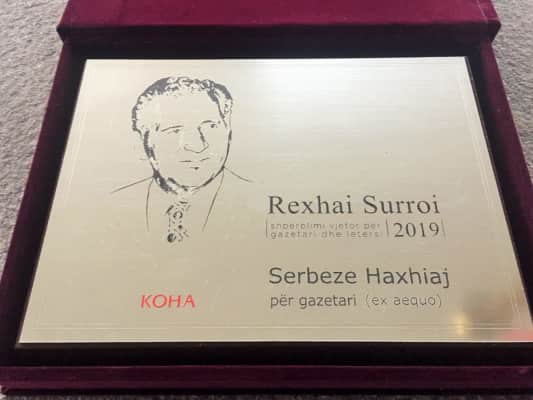 Rexhai Surroi
shpërblimi vjetor për
gazetari dhe letërsi 2019
Serbeze Haxhiaj
për gazetari (ex aequo)
KOHA